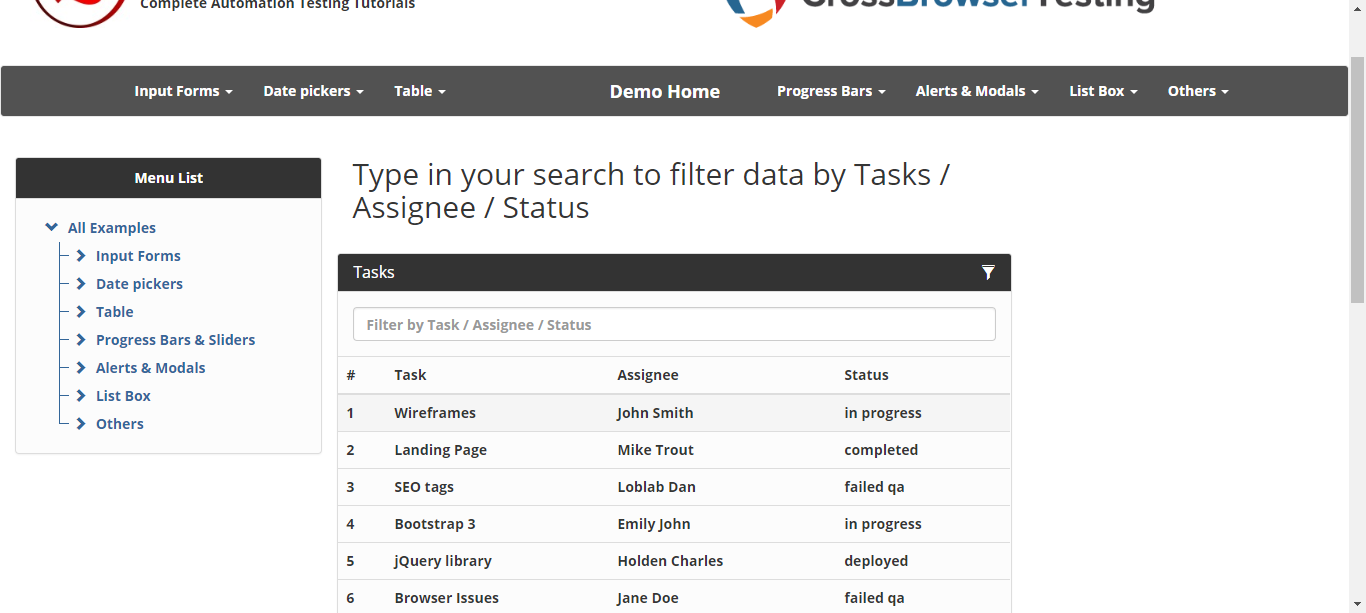 Complete Automation Testing Tutorials
CrossBrowserTesting
Input Forms Date pickers Table Demo Home Progress Bars Alerts & Modals List Box Others
Menu List
All Examples
Input Forms
Date pickers
Table
Progress Bars & Sliders
Alerts & Modals
List Box
Others
Type in your search to filter data by Tasks /
Assignee / Status
Tasks
Filter by Task / Assignee / Status
# Task Assignee Status
1 Wireframes John Smith in progress
2 Landing Page Mike Trout completed
3 SEO tags Loblab Dan failed qa
4 Bootstrap 3 Emily John in progress
5 jQuery library Holden Charles deployed
6 Browser Issues Jane Doe failed qa